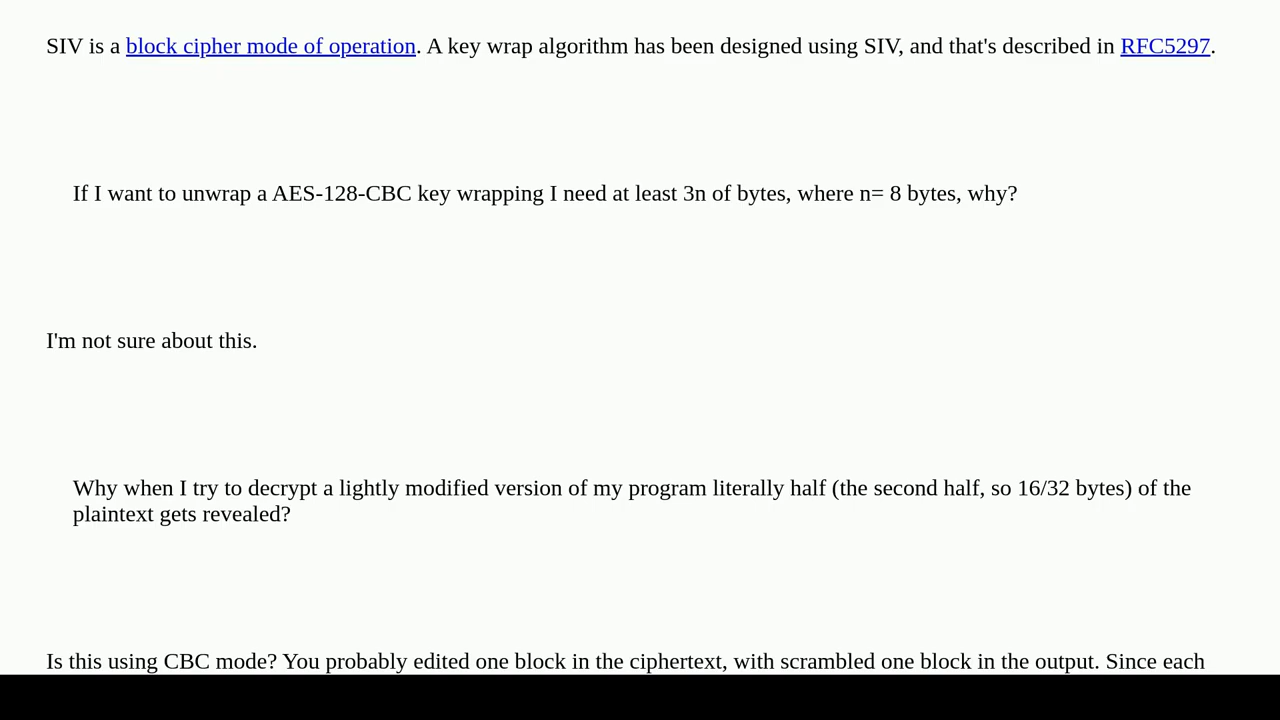 SIV is a block cipher mode of operation. A key wrap algorithm has been designed using SIV, and that's described in RFC5297.
If I want to unwrap a AES-128-CBC key wrapping I need at least 3n of bytes, where n= 8 bytes, why?
I'm not sure about this.
Why when I try to decrypt a lightly modified version of my program literally half (the second half, so 16/32 bytes) of the
plaintext gets revealed?
Is this using CBC mode? You probably edited one block in the ciphertext, with scrambled one block in the output. Since each